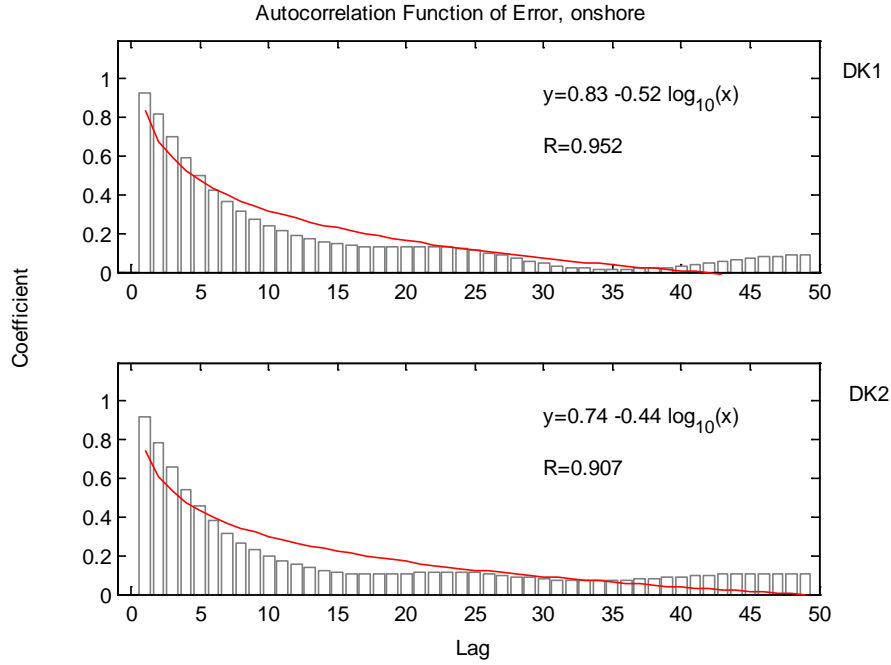 Autocorrelation Function of Error, onshore
DK1
y=0.83 -0.52 log10(x)
R=0.952
1
0.8
0.6
0.4
0.2
0
0 5 10 15 20 25 30 35 40 45 50
Coefficient
DK2
y=0.74 -0.44 log10(x)
R=0.907
1
0.8
0.6
0.4
0.2
0
0 5 10 15 20 25 30 35 40 45 50
Lag